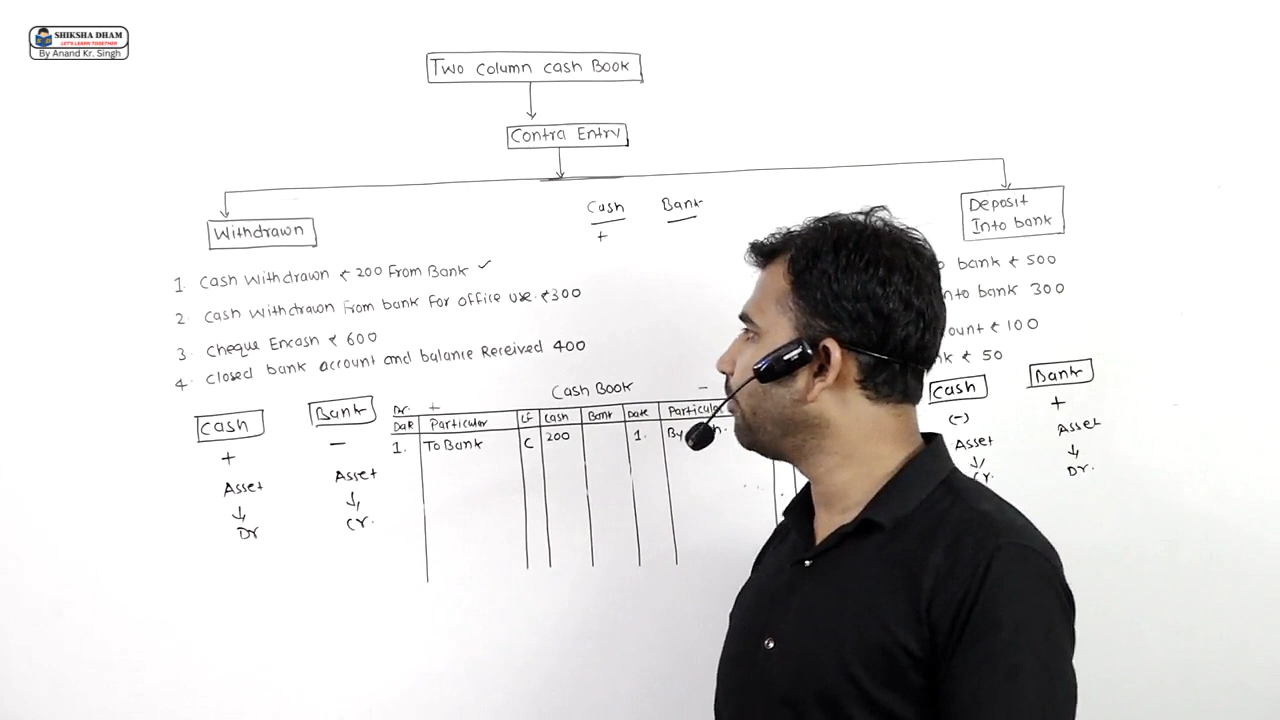 SHIKSHA DHAM
LET'S LEARN TOGETHER
By Anand Kr. Singh
Two column cash Book
Contra Entry
Withdrawn
Cash Bank
+
Deposit
Into bank
1. Cash Withdrawn ₹ 200 From Bank ✓
2. Cash Withdrawn From bank For office use. ₹300
3. Cheque Encash ₹ 600
4. Closed bank account and balance Received 400
bank ₹ 500
bank 300
₹ 100
₹ 50
Cash Bank
+ −
Asset Asset
↓ ↓
Dr Cr.
Cash Book
Dr. + −
Date Particular LF Cash Bank Date Particular
1. To Bank C 200 1. By
Cash Bank
(-) +
Asset Asset
↓ ↓
Cr. Dr.